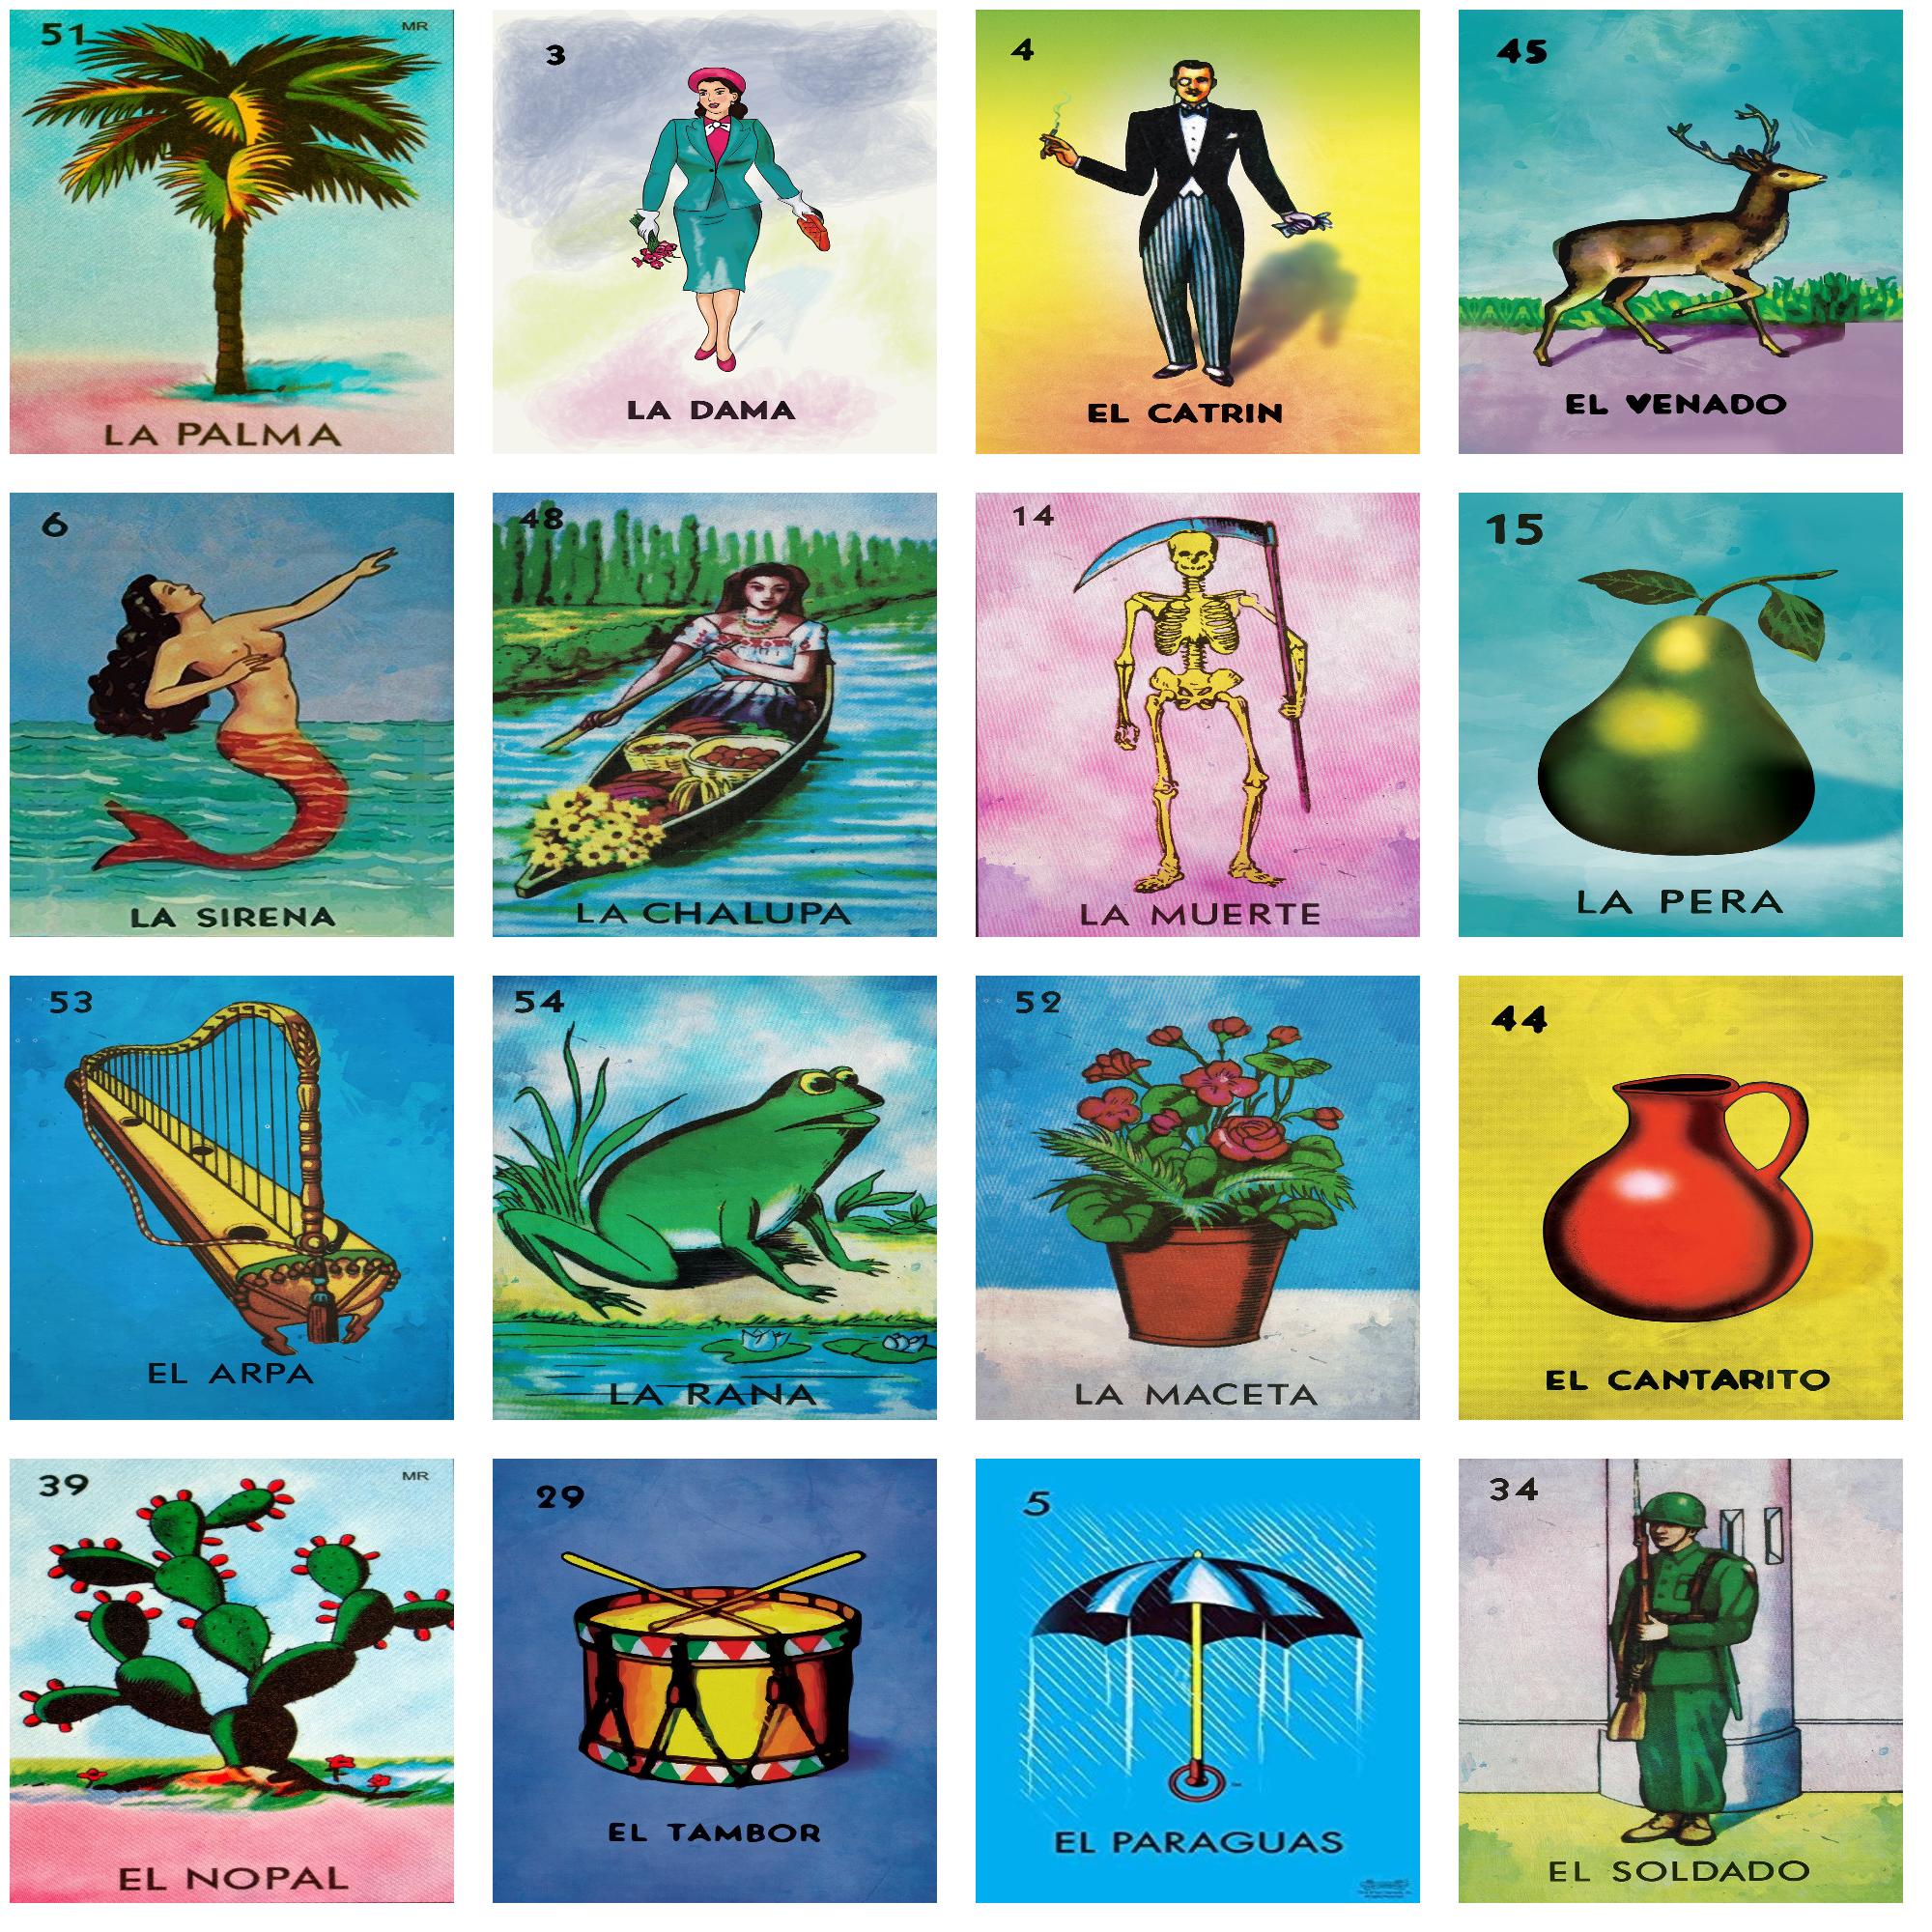 51 MR
LA PALMA
3
LA DAMA
4
EL CATRIN
45
EL VENADO
6
LA SIRENA
48
LA CHALUPA
14
LA MUERTE
15
LA PERA
53
EL ARPA
54
LA RANA
52
LA MACETA
44
EL CANTARITO
39 MR
EL NOPAL
29
EL TAMBOR
5
EL PARAGUAS
34
EL SOLDADO